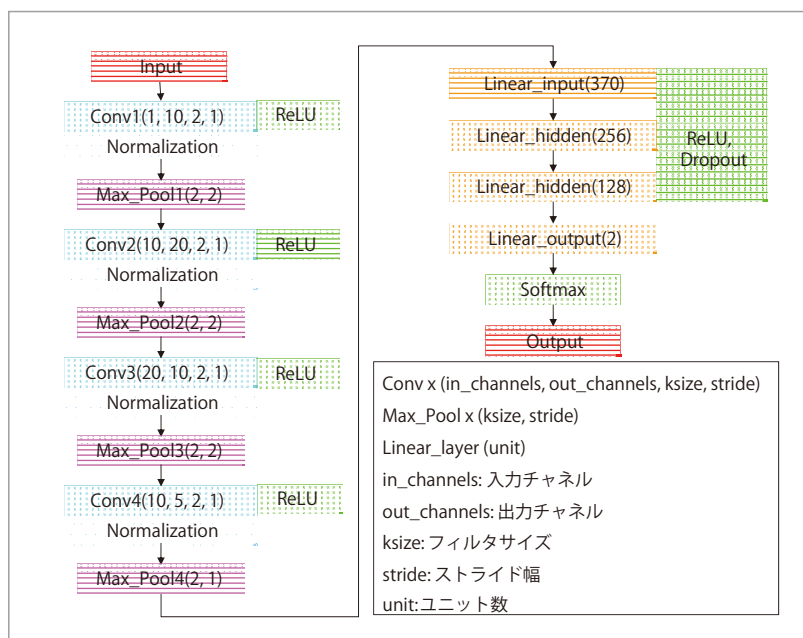 Input
Conv1(1, 10, 2, 1)
ReLU
Normalization
Max_Pool1(2, 2)
Conv2(10, 20, 2, 1)
ReLU
Normalization
Max_Pool2(2, 2)
Conv3(20, 10, 2, 1)
ReLU
Normalization
Max_Pool3(2, 2)
Conv4(10, 5, 2, 1)
ReLU
Normalization
Max_Pool4(2, 1)
Linear_input(370)
Linear_hidden(256)
Linear_hidden(128)
ReLU,
Dropout
Linear_output(2)
Softmax
Output
Conv x (in_channels, out_channels, ksize, stride)
Max_Pool x (ksize, stride)
Linear_layer (unit)
in_channels: 入力チャネル
out_channels: 出力チャネル
ksize: フィルタサイズ
stride: ストライド幅
unit: ユニット数